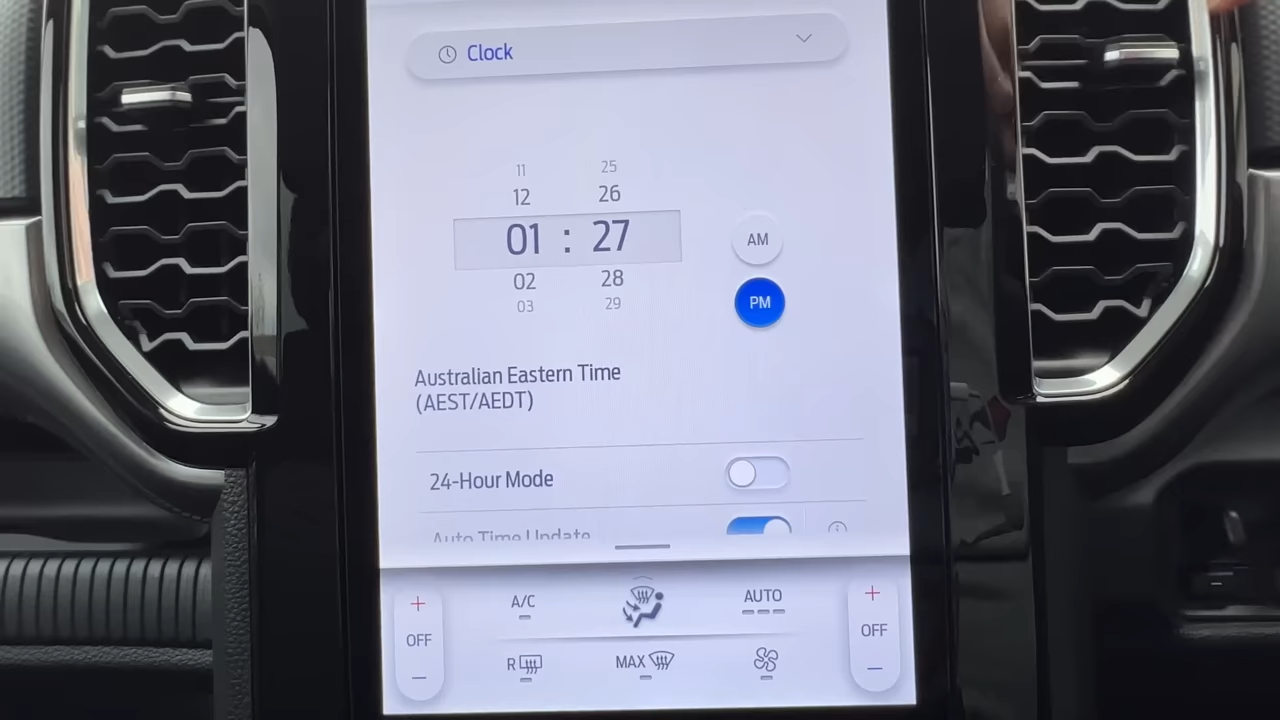 Clock
11 25
12 26
01 : 27
AM
02 28
PM
03 29
Australian Eastern Time
(AEST/AEDT)
24-Hour Mode
Auto Time Update
+ A/C AUTO +
OFF OFF
R MAX
− −